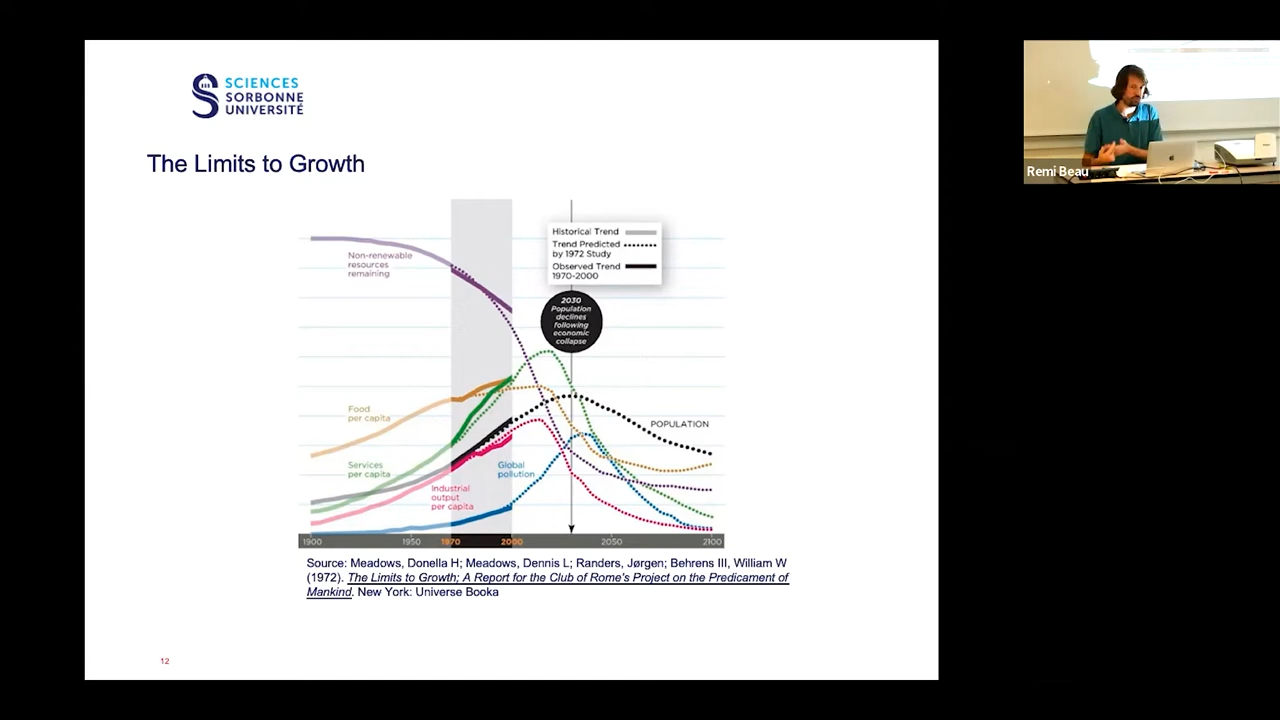 SCIENCES
SORBONNE
UNIVERSITÉ
The Limits to Growth
Historical Trend
Trend Predicted
by 1972 Study
Observed Trend
1970-2000
Non-renewable
resources
remaining
2030
Population
declines
following
economic
collapse
Food
per capita
POPULATION
Services
per capita
Global
pollution
Industrial
output
per capita
1900 1950 1970 2000 2050 2100
Source: Meadows, Donella H; Meadows, Dennis L; Randers, Jørgen; Behrens III, William W
(1972). The Limits to Growth; A Report for the Club of Rome's Project on the Predicament of
Mankind. New York: Universe Booka
12
Remi Beau